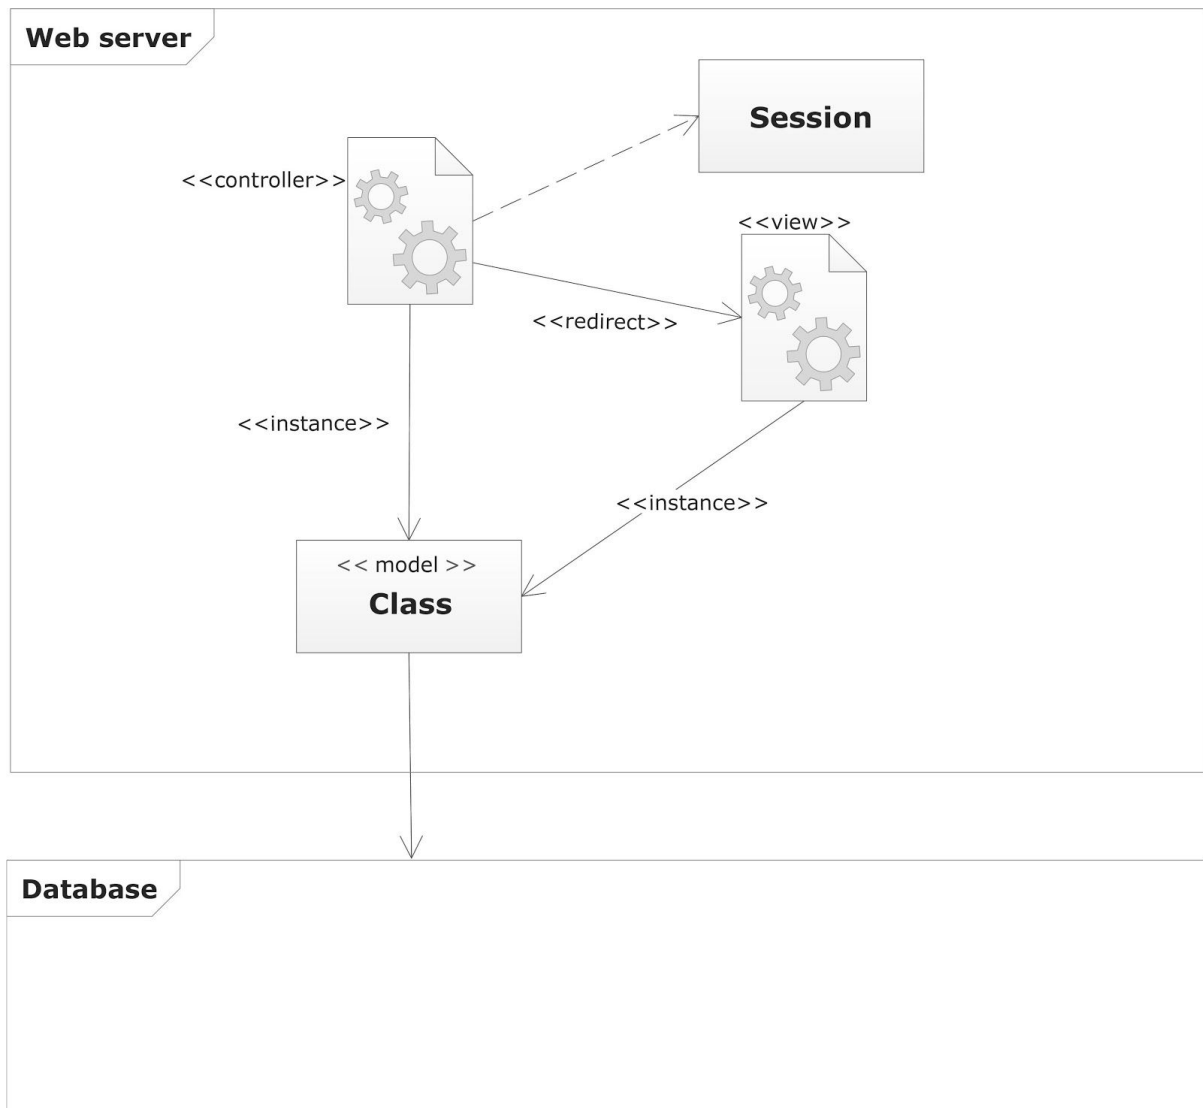 Web server
Session
<<controller>>
<<view>>
<<redirect>>
<<instance>>
<<instance>>
<< model >>
Class
Database